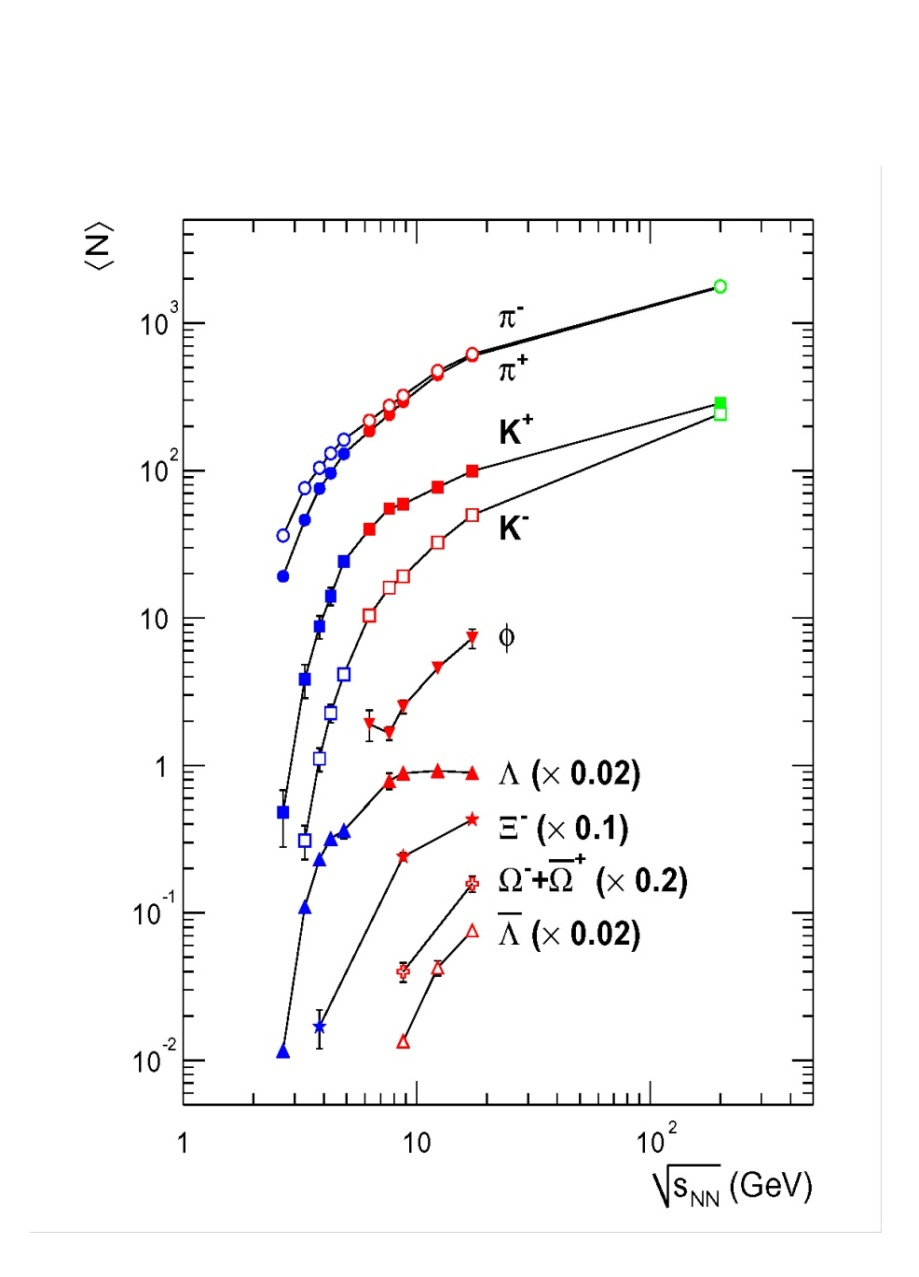 ⟨N⟩
10³
10²
10
1
10⁻¹
10⁻²
π⁻
π⁺
K⁺
K⁻
ϕ
Λ (× 0.02)
Ξ⁻ (× 0.1)
Ω⁻+Ω̅⁺ (× 0.2)
Λ̅ (× 0.02)
1 10 10²
√s_NN (GeV)